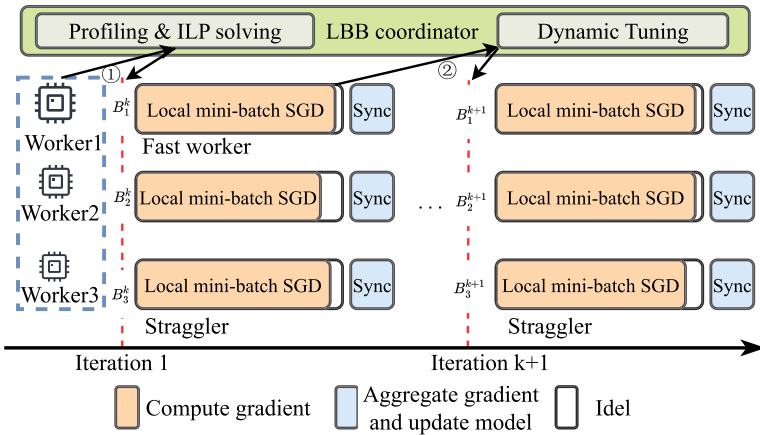 Profiling & ILP solving LBB coordinator Dynamic Tuning
① ②
Worker1 B_1^k Local mini-batch SGD Sync B_1^{k+1} Local mini-batch SGD Sync
Fast worker
Worker2 B_2^k Local mini-batch SGD Sync ... B_2^{k+1} Local mini-batch SGD Sync
Worker3 B_3^k Local mini-batch SGD Sync B_3^{k+1} Local mini-batch SGD Sync
Straggler Straggler
Iteration 1 Iteration k+1
Compute gradient Aggregate gradient
and update model Idel